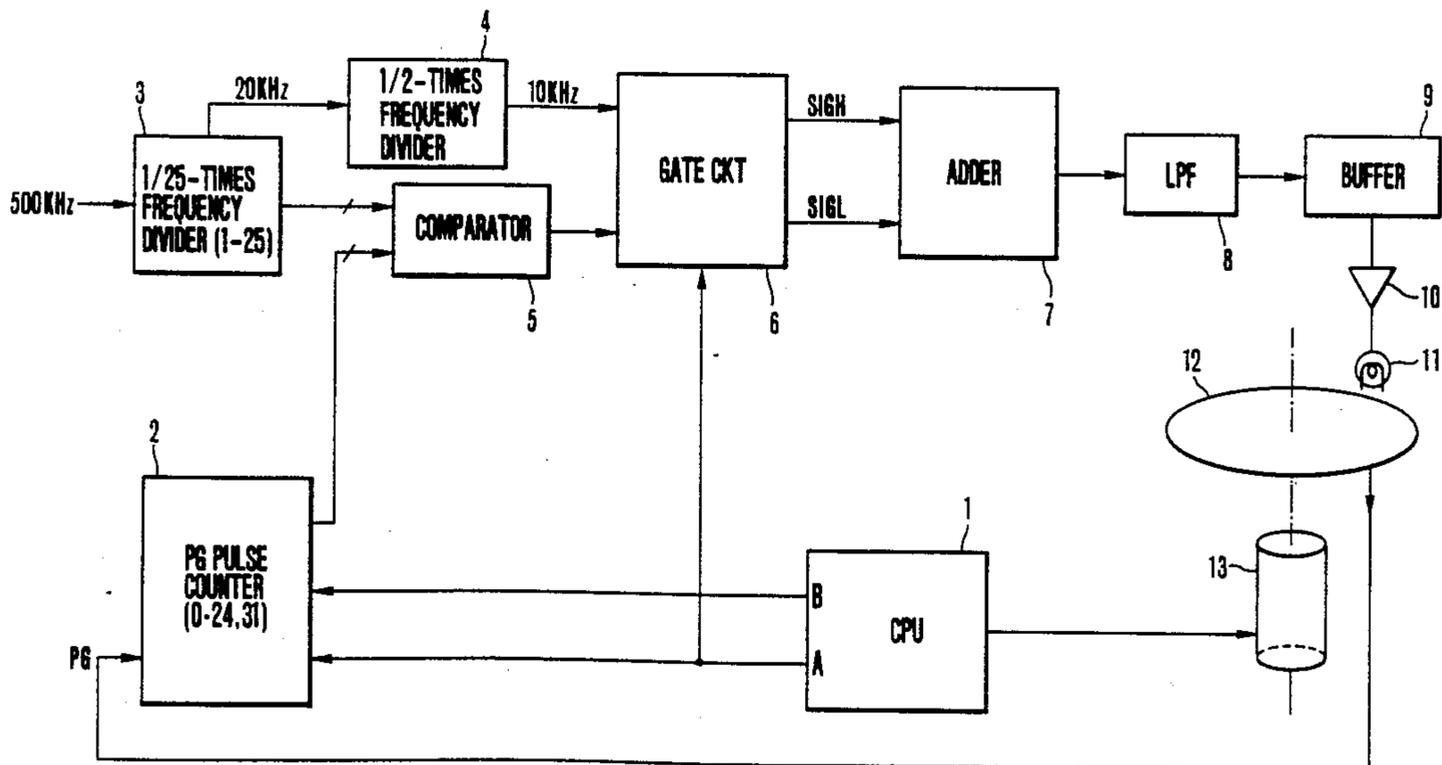 4
20KHz
1/2-TIMES
FREQUENCY
DIVIDER
10KHz
3
500KHz
1/25-TIMES
FREQUENCY
DIVIDER (1-25)
COMPARATOR
5
GATE CKT
6
SIGH
SIGL
ADDER
7
LPF
8
9
BUFFER
10
11
12
13
2
PG PULSE
COUNTER
(0-24,31)
PG
1
B
A
CPU